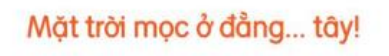 Mặt trời mọc ở đằng... tây!